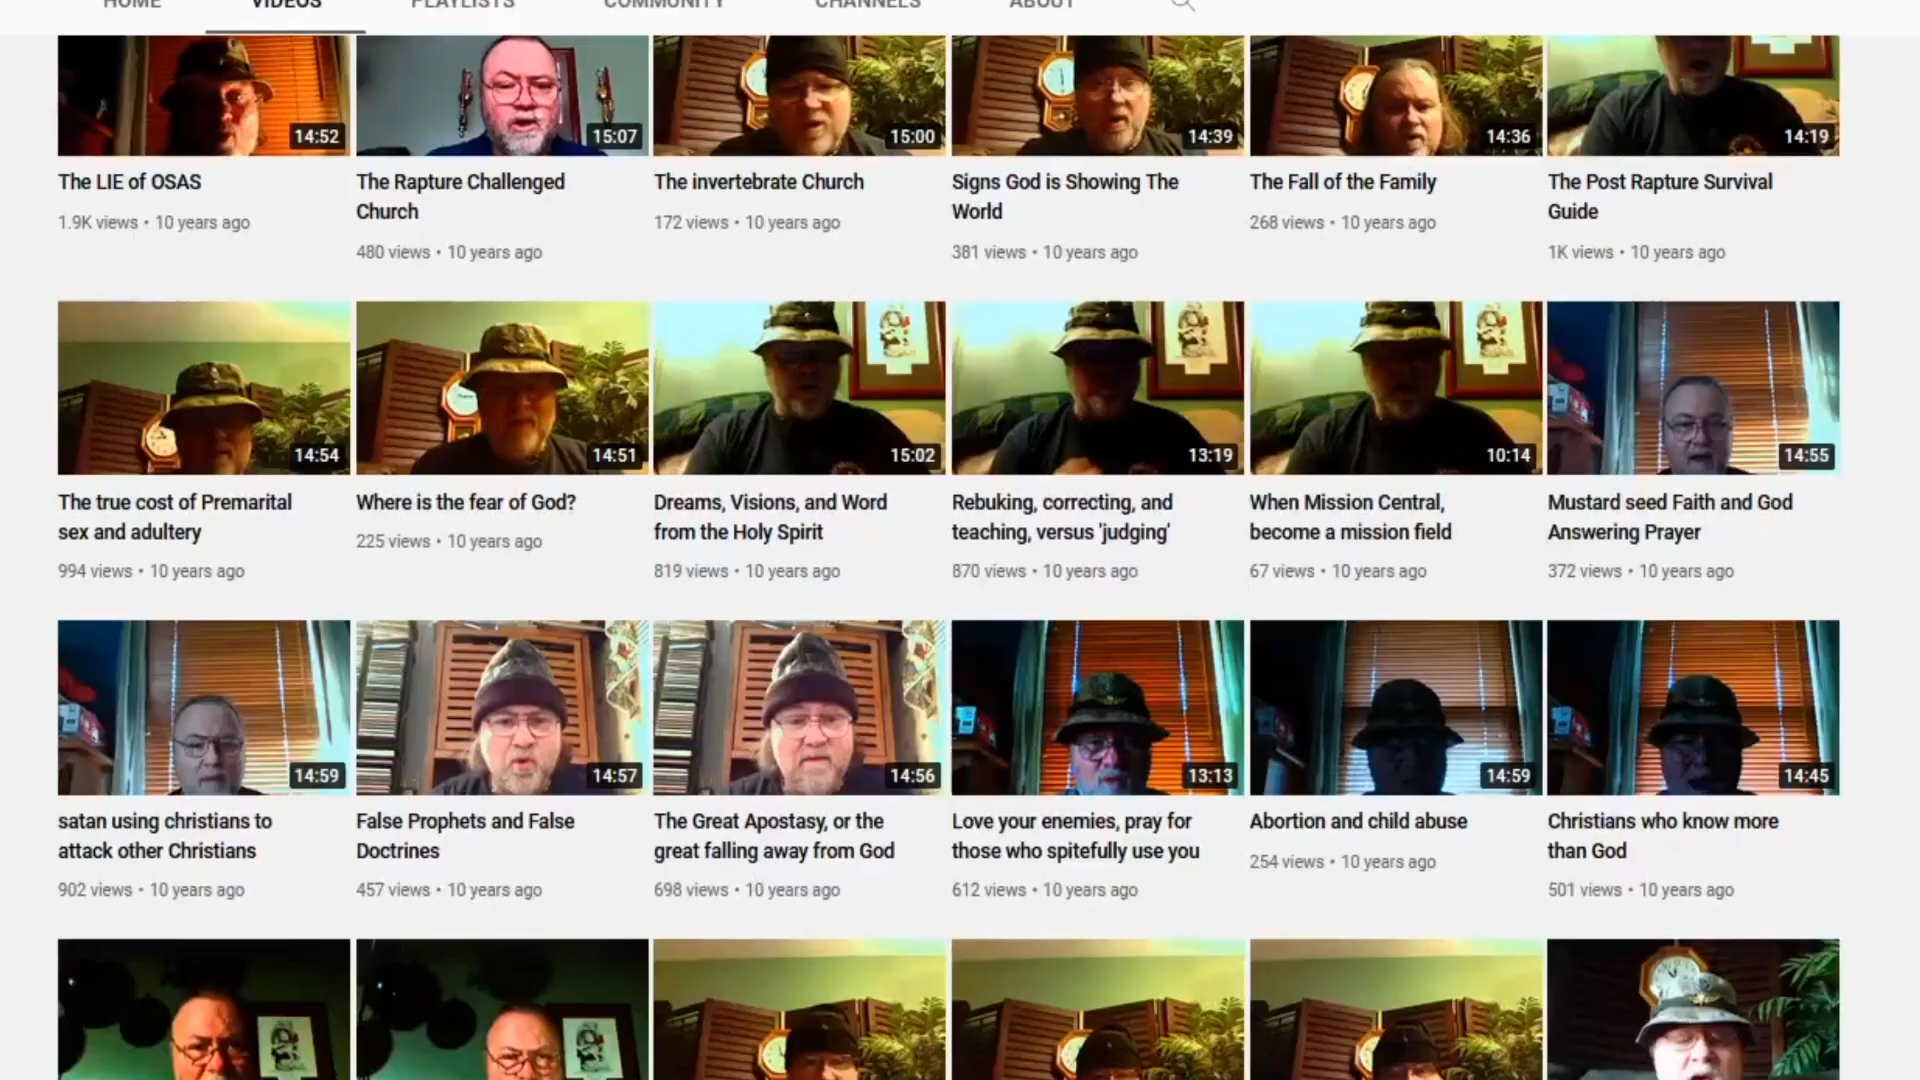 HOME VIDEOS PLAYLISTS COMMUNITY CHANNELS ABOUT
14:52 15:07 15:00 14:39 14:36 14:19
The LIE of OSAS
1.9K views • 10 years ago
The Rapture Challenged
Church
480 views • 10 years ago
The invertebrate Church
172 views • 10 years ago
Signs God is Showing The
World
381 views • 10 years ago
The Fall of the Family
268 views • 10 years ago
The Post Rapture Survival
Guide
1K views • 10 years ago
14:54 14:51 15:02 13:19 10:14 14:55
The true cost of Premarital
sex and adultery
994 views • 10 years ago
Where is the fear of God?
225 views • 10 years ago
Dreams, Visions, and Word
from the Holy Spirit
819 views • 10 years ago
Rebuking, correcting, and
teaching, versus 'judging'
870 views • 10 years ago
When Mission Central,
become a mission field
67 views • 10 years ago
Mustard seed Faith and God
Answering Prayer
372 views • 10 years ago
14:59 14:57 14:56 13:13 14:59 14:45
satan using christians to
attack other Christians
902 views • 10 years ago
False Prophets and False
Doctrines
457 views • 10 years ago
The Great Apostasy, or the
great falling away from God
698 views • 10 years ago
Love your enemies, pray for
those who spitefully use you
612 views • 10 years ago
Abortion and child abuse
254 views • 10 years ago
Christians who know more
than God
501 views • 10 years ago